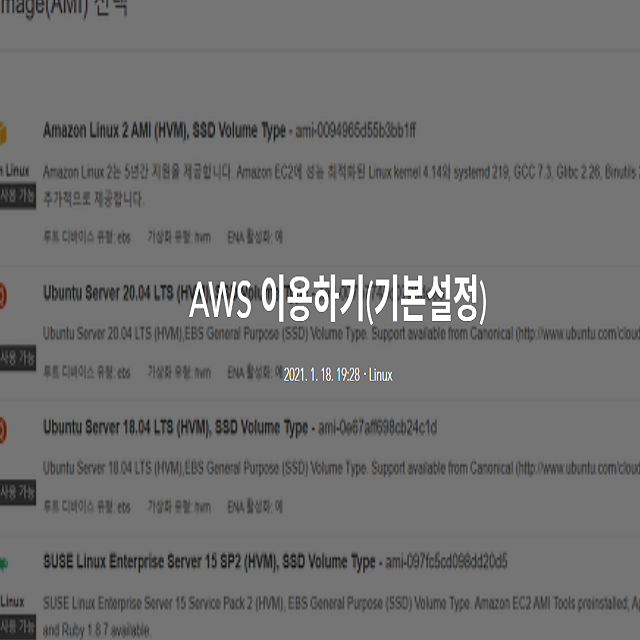 mage(AMI) 선택
Amazon Linux 2 AMI (HVM), SSD Volume Type - ami-0094965d55b3bb1ff
n Linux
Amazon Linux 2는 5년간 지원을 제공합니다. Amazon EC2에 성능 최적화된 Linux kernel 4.14와 systemd 219, GCC 7.3, Glibc 2.26, Binutils 2
사용 가능
추가적으로 제공합니다.
루트 디바이스 유형: ebs 가상화 유형: hvm ENA 활성화: 예
Ubuntu Server 20.04 LTS (HVM), SSD Volume
AWS 이용하기(기본설정)
Ubuntu Server 20.04 LTS (HVM),EBS General Purpose (SSD) Volume Type. Support available from Canonical (http://www.ubuntu.com/cloud
사용 가능
루트 디바이스 유형: ebs 가상화 유형: hvm ENA 활성화: 예
2021. 1. 18. 19:28 · Linux
Ubuntu Server 18.04 LTS (HVM), SSD Volume Type - ami-0e67aff698cb24c1d
Ubuntu Server 18.04 LTS (HVM),EBS General Purpose (SSD) Volume Type. Support available from Canonical (http://www.ubuntu.com/cloud
사용 가능
루트 디바이스 유형: ebs 가상화 유형: hvm ENA 활성화: 예
SUSE Linux Enterprise Server 15 SP2 (HVM), SSD Volume Type - ami-097fc5cd098dd20d5
Linux
SUSE Linux Enterprise Server 15 Service Pack 2 (HVM), EBS General Purpose (SSD) Volume Type. Amazon EC2 AMI Tools preinstalled; Ap
사용 가능
and Ruby 1.8.7 available.